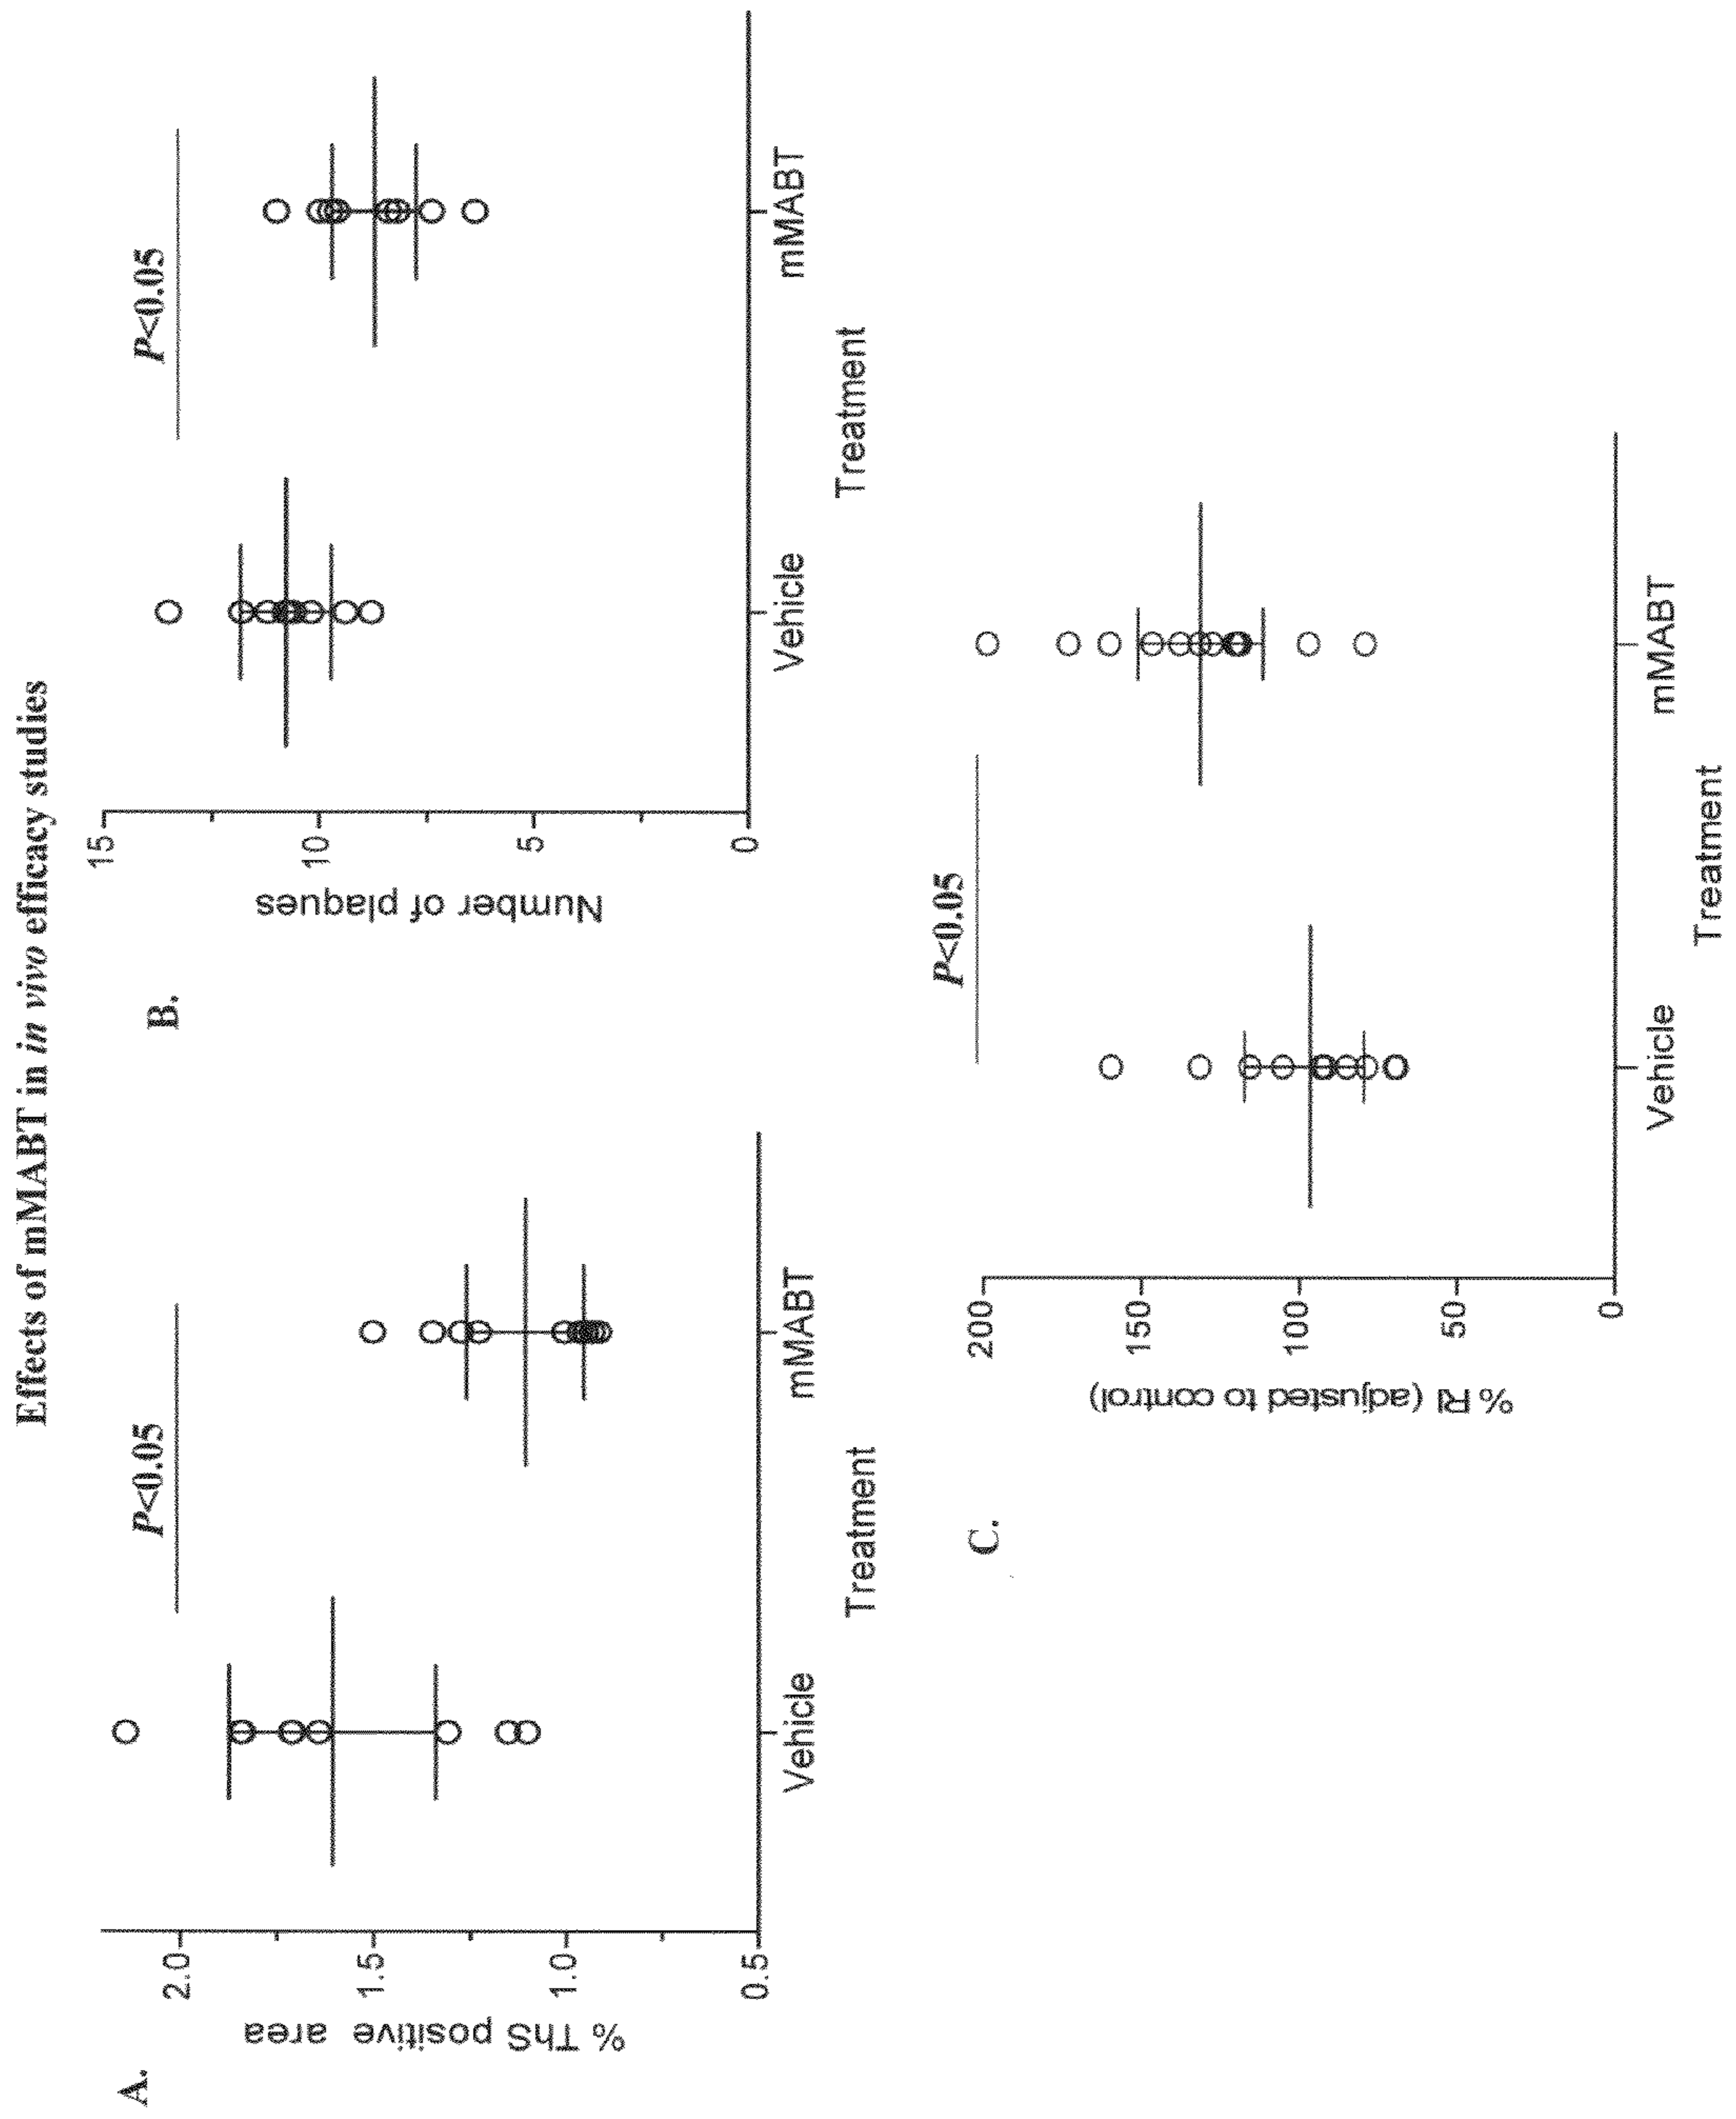 Effects of mMABT in in vivo efficacy studies
A.
% ThS positive area
2.0
1.5
1.0
0.5
P<0.05
Vehicle
mMABT
Treatment
B.
Number of plaques
15
10
5
0
P<0.05
Vehicle
mMABT
Treatment
C.
% RI (adjusted to control)
200
150
100
50
0
P<0.05
Vehicle
mMABT
Treatment